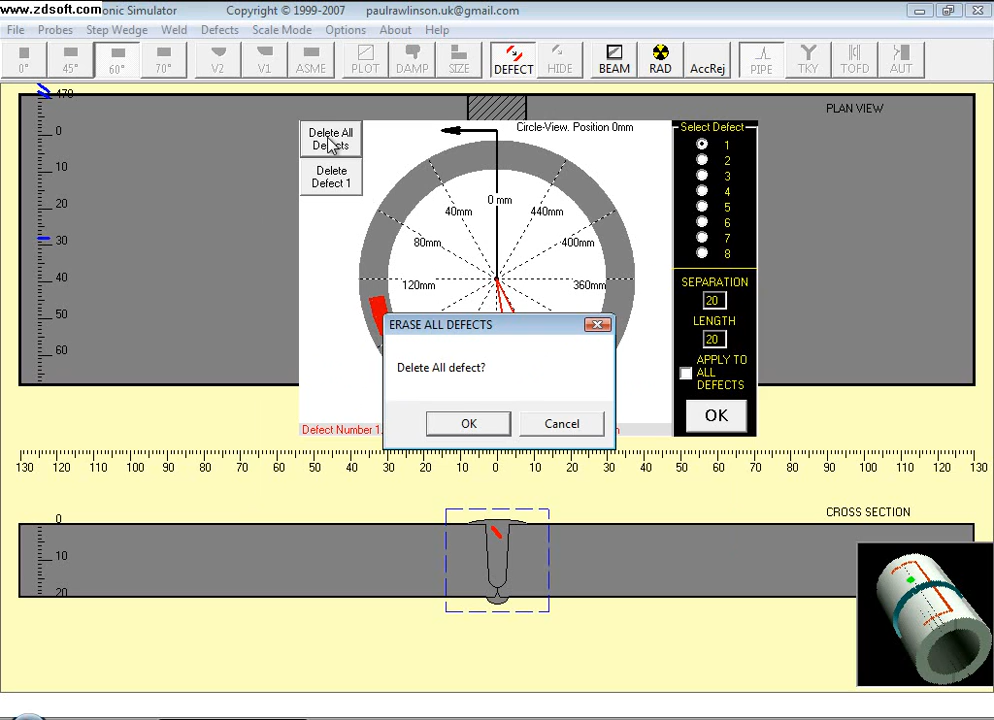 www.zdsoft.com onic Simulator Copyright © 1999-2007 paulrawlinson.uk@gmail.com
File Probes Step Wedge Weld Defects Scale Mode Options About Help
0° 45° 60° 70° V2 V1 ASME PLOT DAMP SIZE DEFECT HIDE BEAM RAD AccRej PIPE TKY TOFD AUT
470
PLAN VIEW
0
10
20
30
40
50
60
Delete All
Defects
Delete
Defect 1
Circle-View. Position 0mm
0 mm
40mm
440mm
80mm
400mm
120mm
360mm
Select Defect
1
2
3
4
5
6
7
8
SEPARATION
20
LENGTH
20
APPLY TO
ALL
DEFECTS
OK
ERASE ALL DEFECTS
Delete All defect?
OK Cancel
Defect Number 1
130 120 110 100 90 80 70 60 50 40 30 20 10 0 10 20 30 40 50 60 70 80 90 100 110 120 130
CROSS SECTION
0
10
20